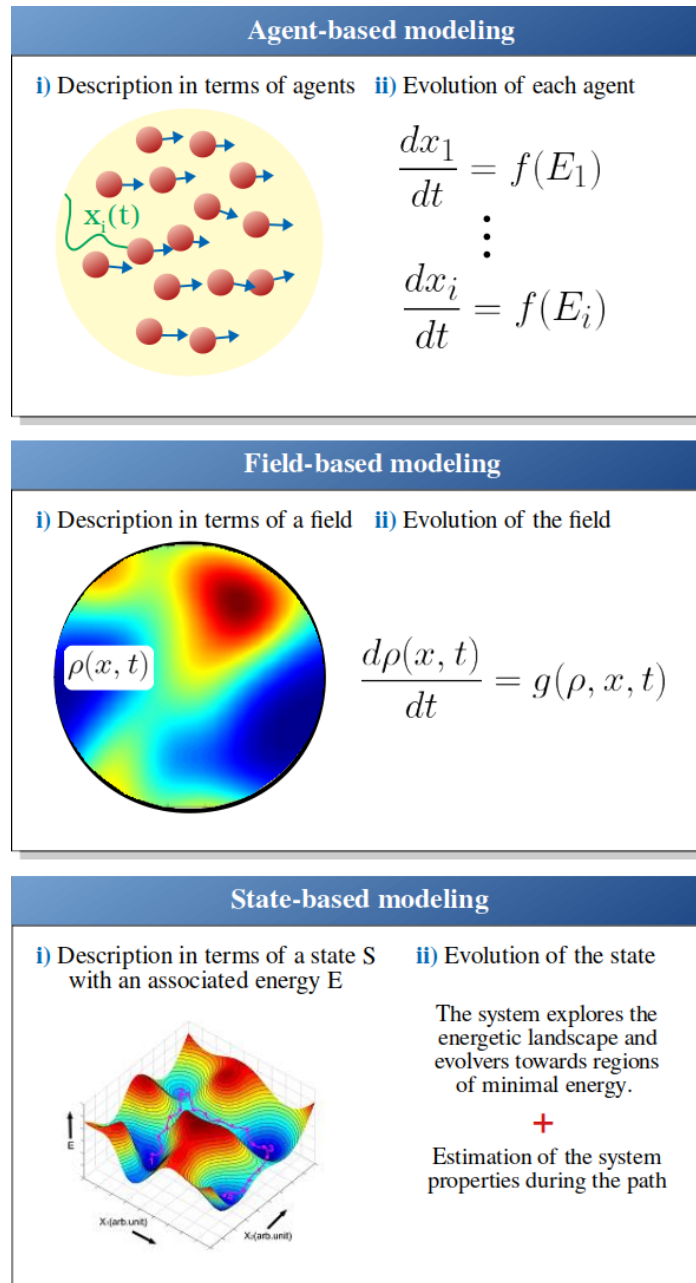 Agent-based modeling
i) Description in terms of agents
ii) Evolution of each agent
x_i(t)
\frac{dx_1}{dt} = f(E_1)
⋮
\frac{dx_i}{dt} = f(E_i)
Field-based modeling
i) Description in terms of a field
ii) Evolution of the field
ρ(x, t)
\frac{dρ(x, t)}{dt} = g(ρ, x, t)
State-based modeling
i) Description in terms of a state S
with an associated energy E
ii) Evolution of the state
The system explores the
energetic landscape and
evolvers towards regions
of minimal energy.
+
Estimation of the system
properties during the path
E
X₁(arb.unit)
X₂(arb.unit)